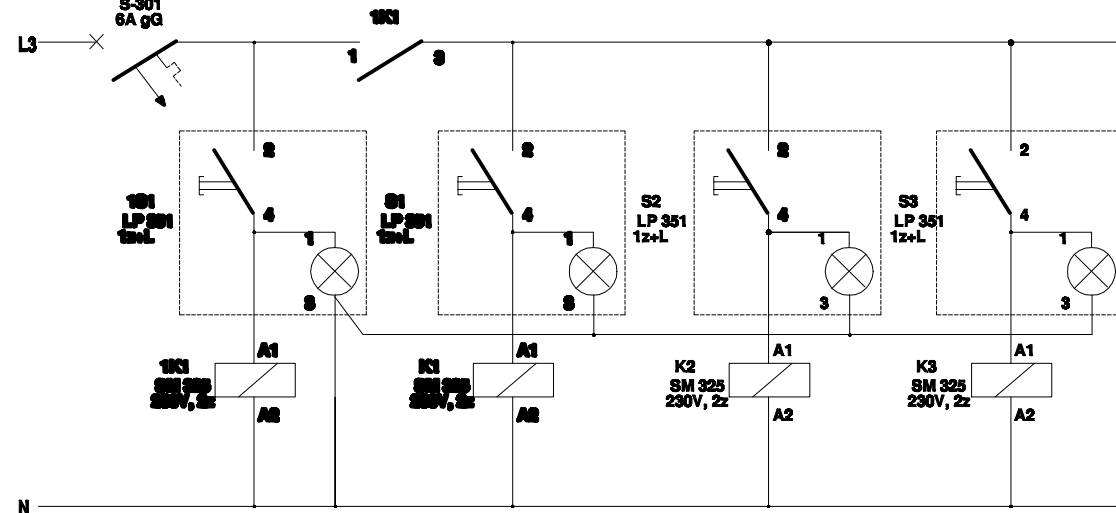 S-301
6A gG
1K1
L3
1
3
2
2
2
2
1S1
LP 351
1z+L
4
1
3
S1
LP 351
1z+L
4
1
3
S2
LP 351
1z+L
4
1
3
S3
LP 351
1z+L
4
1
3
1K1
SM 325
230V, 2z
A1
A2
K1
SM 325
230V, 2z
A1
A2
K2
SM 325
230V, 2z
A1
A2
K3
SM 325
230V, 2z
A1
A2
N